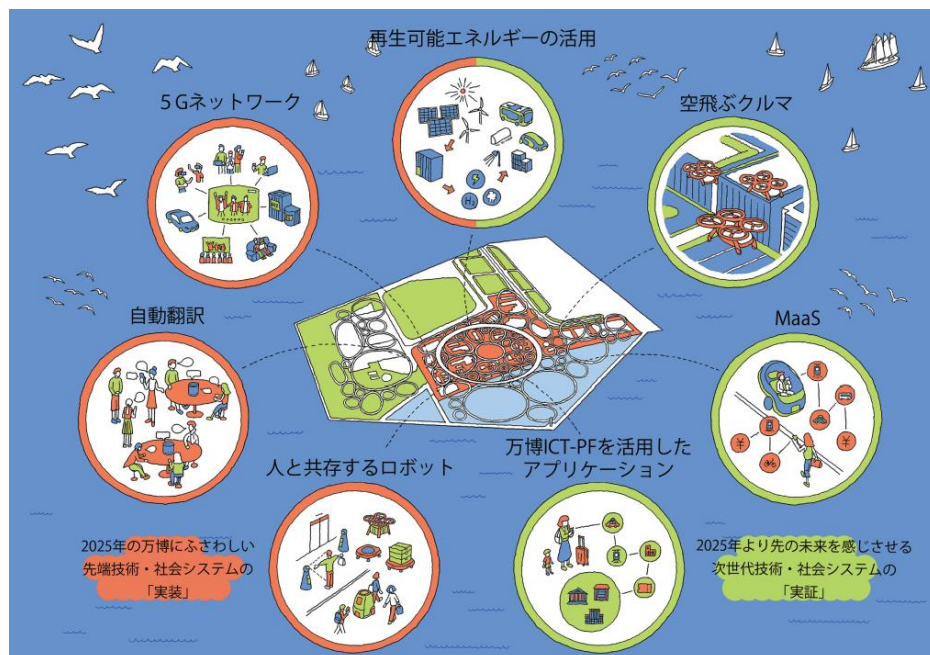 再生可能エネルギーの活用
5Gネットワーク
空飛ぶクルマ
H₂
自動翻訳
MaaS
¥
¥
人と共存するロボット
万博ICT-PFを活用した
アプリケーション
2025年の万博にふさわしい
先端技術・社会システムの
「実装」
2025年より先の未来を感じさせる
次世代技術・社会システムの
「実証」